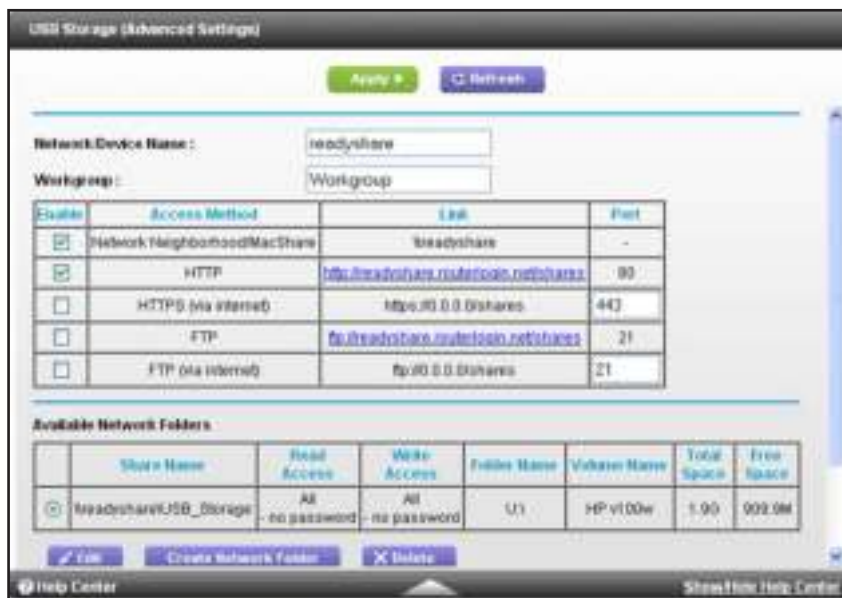 USB Storage (Advanced Settings)
Apply
Refresh
Network/Device Name : readyshare
Workgroup : Workgroup
Enable Access Method Link Port
Network Neighborhood/MacShare \\readyshare -
HTTP http://readyshare.routerlogin.net/shares 80
HTTPS (via internet) https://0.0.0.0/shares 443
FTP ftp://readyshare.routerlogin.net/shares 21
FTP (via internet) ftp://0.0.0.0/shares 21
Available Network Folders
Share Name Read Access Write Access Folder Name Volume Name Total Space Free Space
\\readyshare\USB_Storage All - no password All - no password U:\ HP v100w 1.9G 909.9M
Edit
Create Network Folder
Delete
Help Center
Show/Hide Help Center